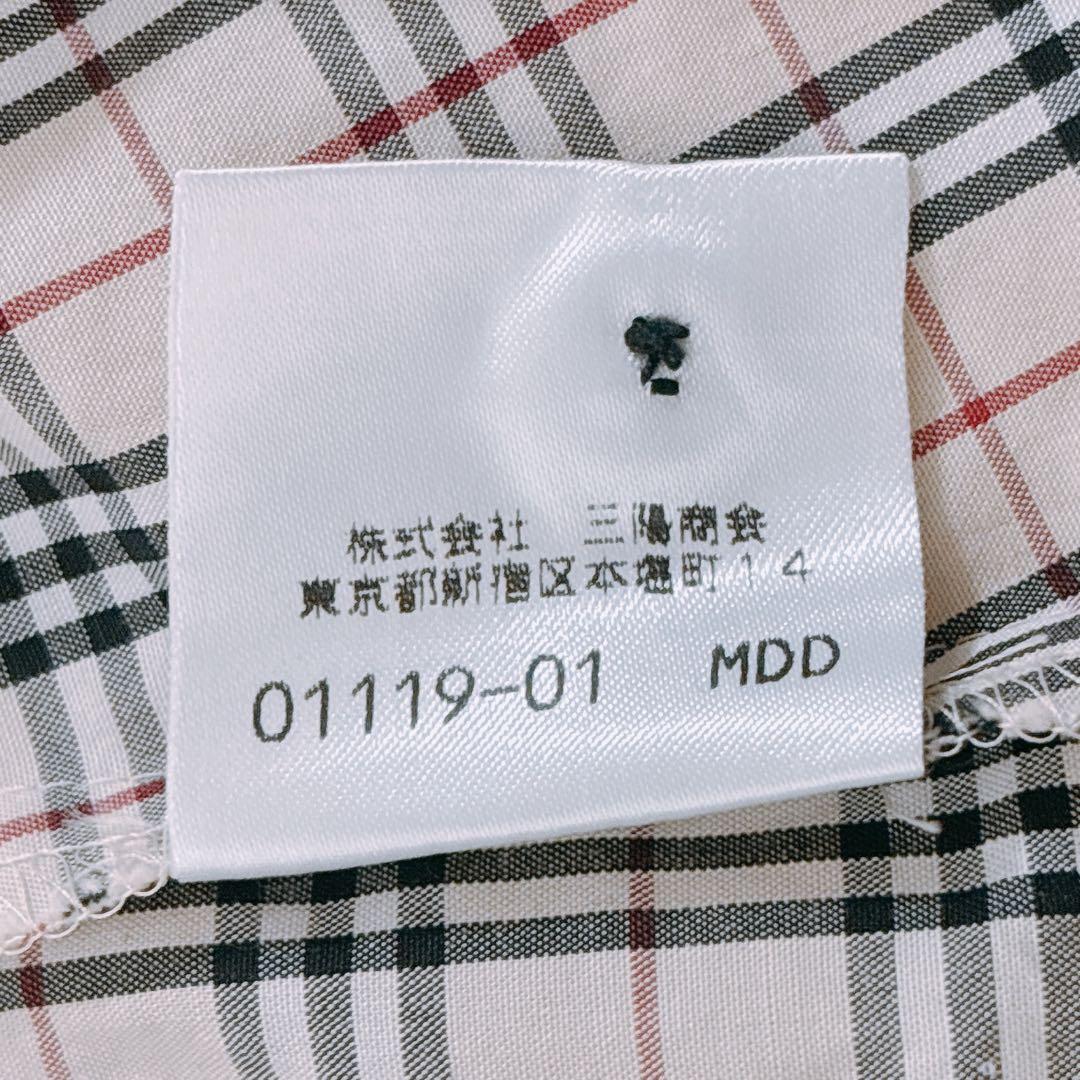 株式会社　三陽商会
東京都新宿区本塩町14
01119-01 MDD